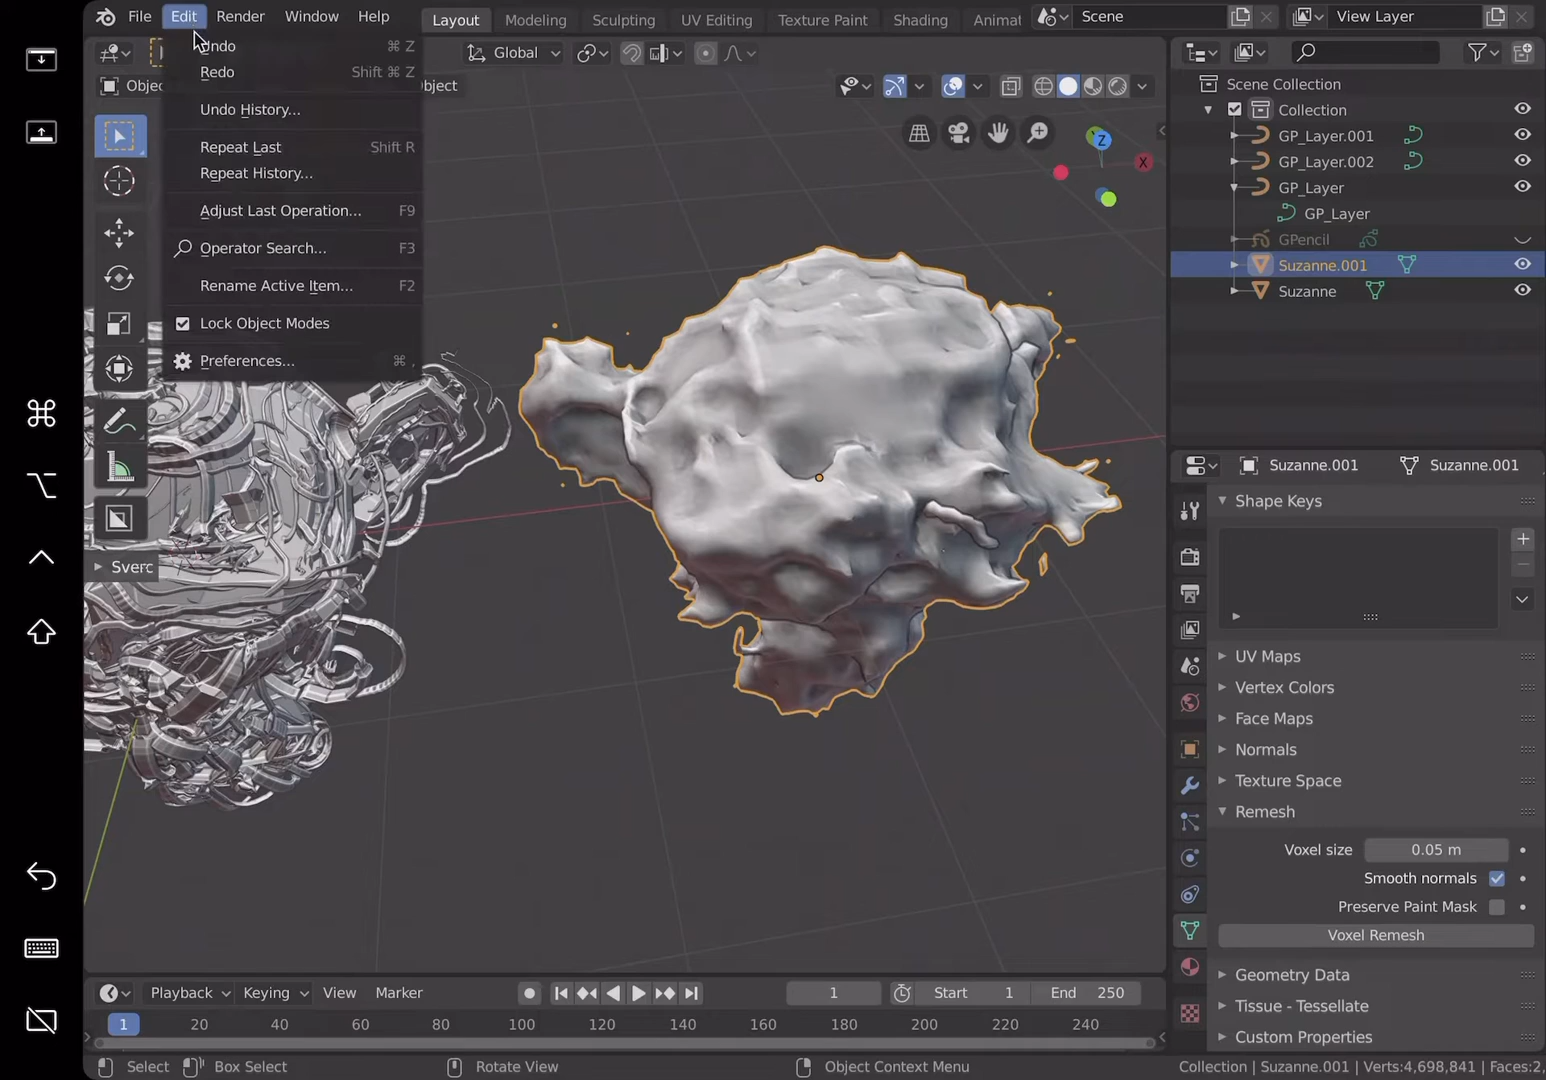 File Edit Render Window Help Layout Modeling Sculpting UV Editing Texture Paint Shading Animat Scene View Layer
Undo ⌘ Z
Redo Shift ⌘ Z
Undo History...
Repeat Last Shift R
Repeat History...
Adjust Last Operation... F9
Operator Search... F3
Rename Active Item... F2
Lock Object Modes
Preferences... ⌘ ,
Global
Objec bject
Z
X
Sverc
Scene Collection
Collection
GP_Layer.001
GP_Layer.002
GP_Layer
GP_Layer
GPencil
Suzanne.001
Suzanne
Suzanne.001 Suzanne.001
Shape Keys
UV Maps
Vertex Colors
Face Maps
Normals
Texture Space
Remesh
Voxel size 0.05 m
Smooth normals
Preserve Paint Mask
Voxel Remesh
Geometry Data
Tissue - Tessellate
Custom Properties
Playback Keying View Marker 1 Start 1 End 250
1 20 40 60 80 100 120 140 160 180 200 220 240
Select Box Select Rotate View Object Context Menu Collection | Suzanne.001 | Verts:4,698,841 | Faces:2,